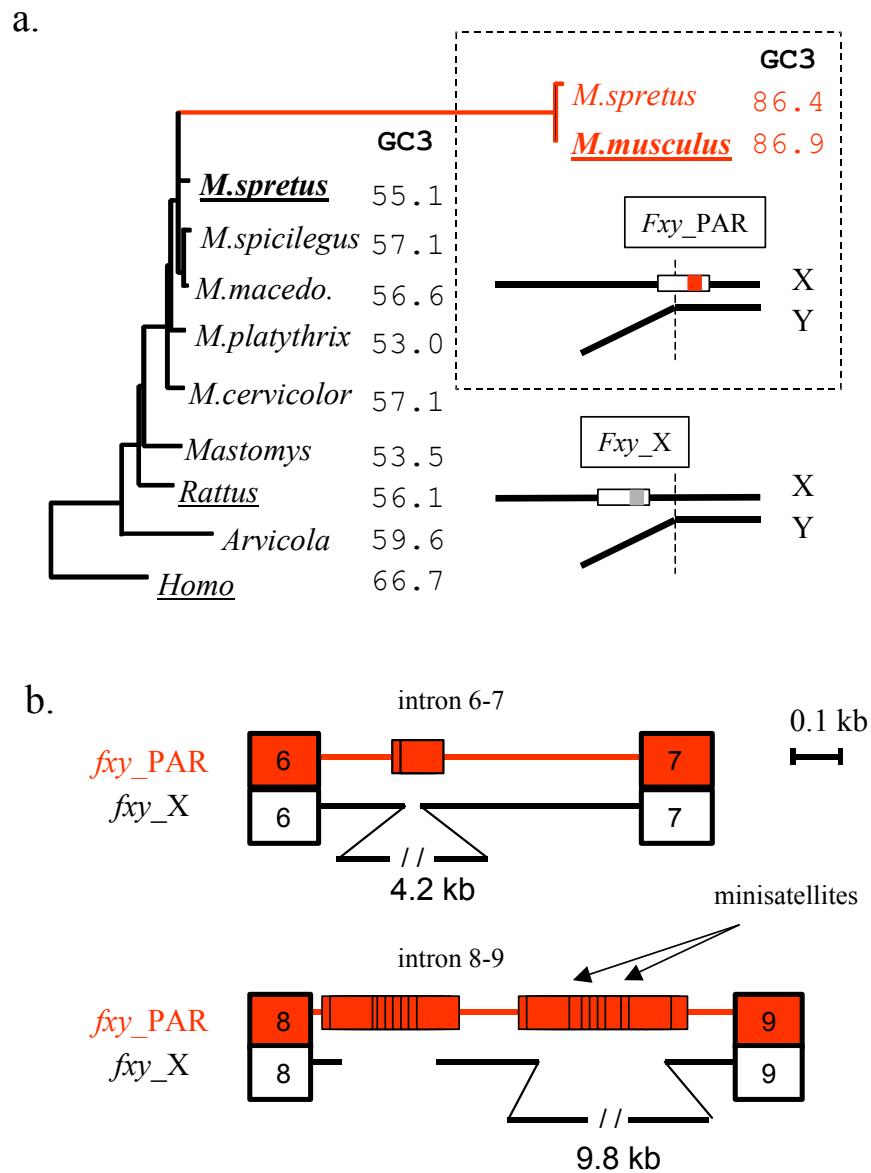 a.
GC3
M.spretus 86.4
M.musculus 86.9
GC3
M.spretus 55.1
M.spicilegus 57.1
M.macedo. 56.6
M.platythrix 53.0
M.cervicolor 57.1
Mastomys 53.5
Rattus 56.1
Arvicola 59.6
Homo 66.7
Fxy_PAR
X
Y
Fxy_X
X
Y
b.
intron 6-7
0.1 kb
fxy_PAR 6 7
fxy_X 6 7
/ /
4.2 kb
minisatellites
intron 8-9
fxy_PAR 8 9
fxy_X 8 9
/ /
9.8 kb